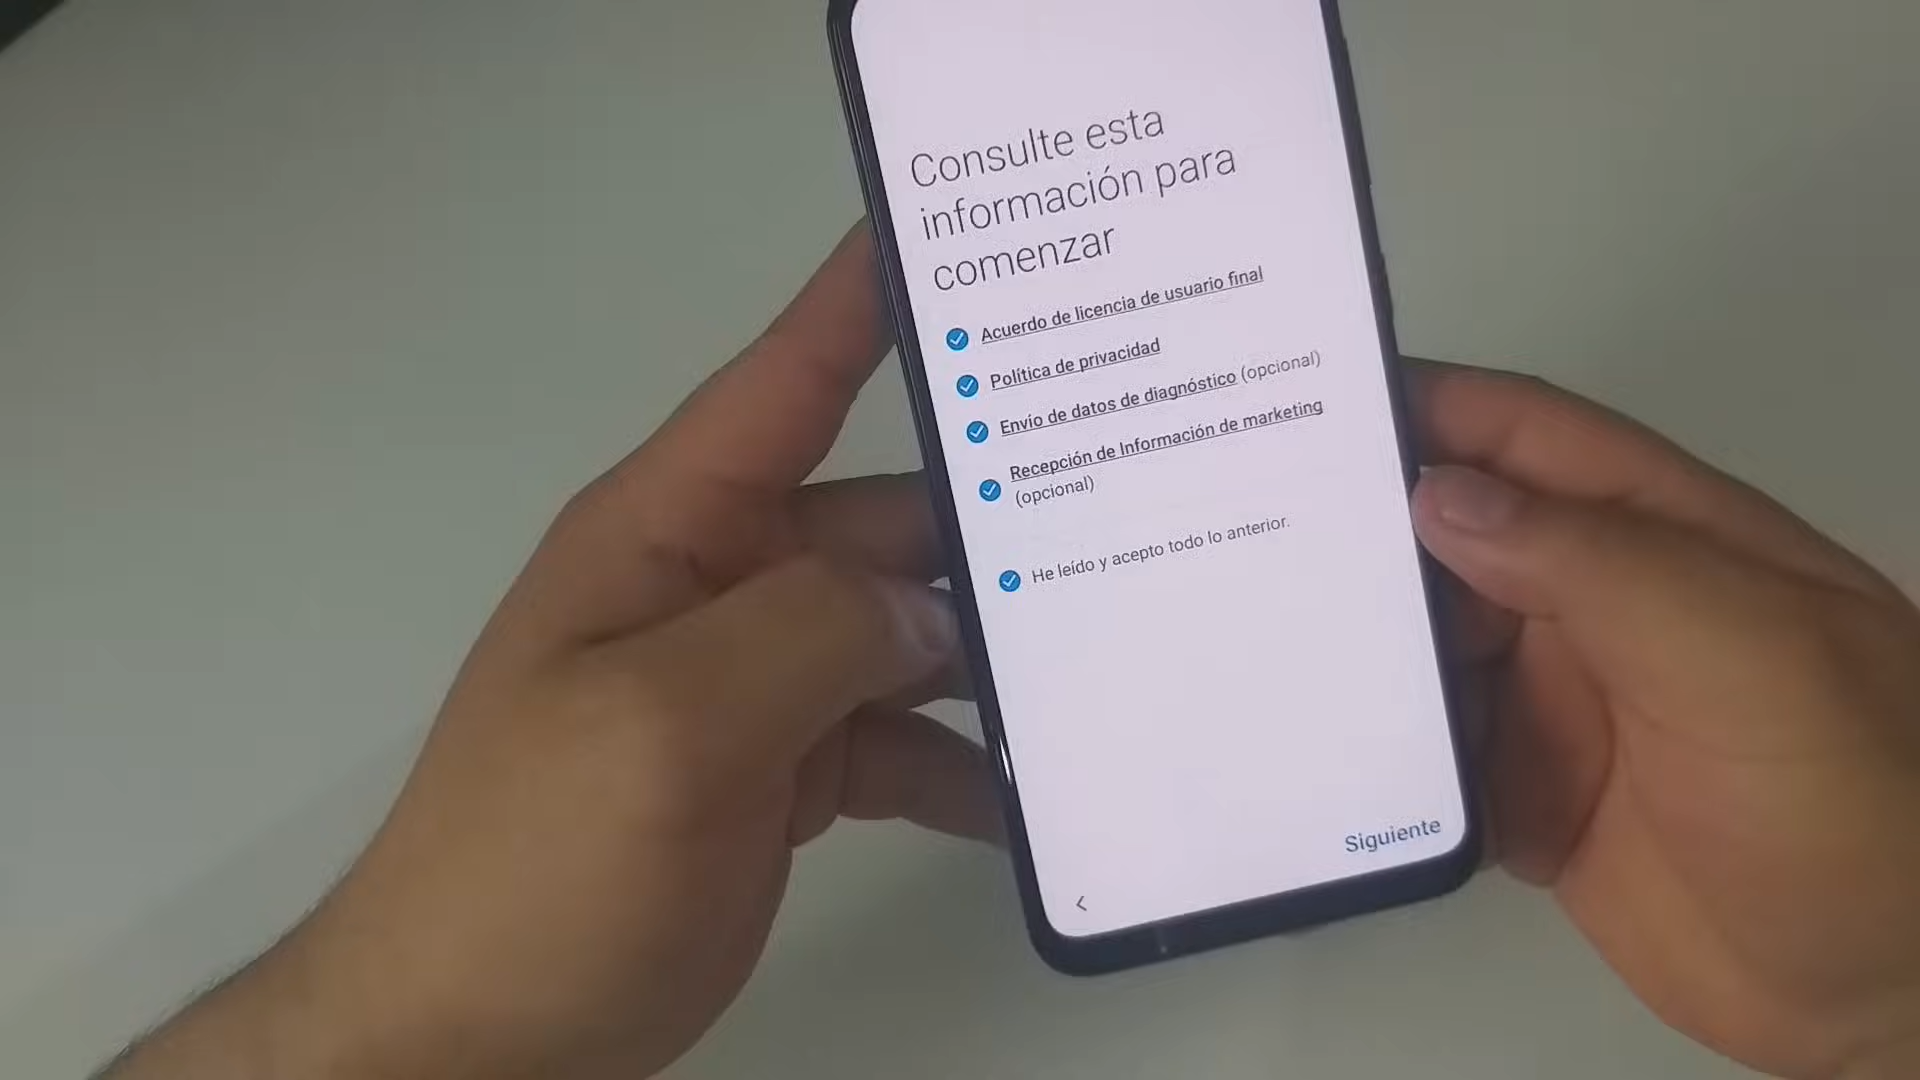 Consulte esta
información para
comenzar
Acuerdo de licencia de usuario final
Política de privacidad
Envío de datos de diagnóstico (opcional)
Recepción de Información de marketing
(opcional)
He leído y acepto todo lo anterior.
Siguiente